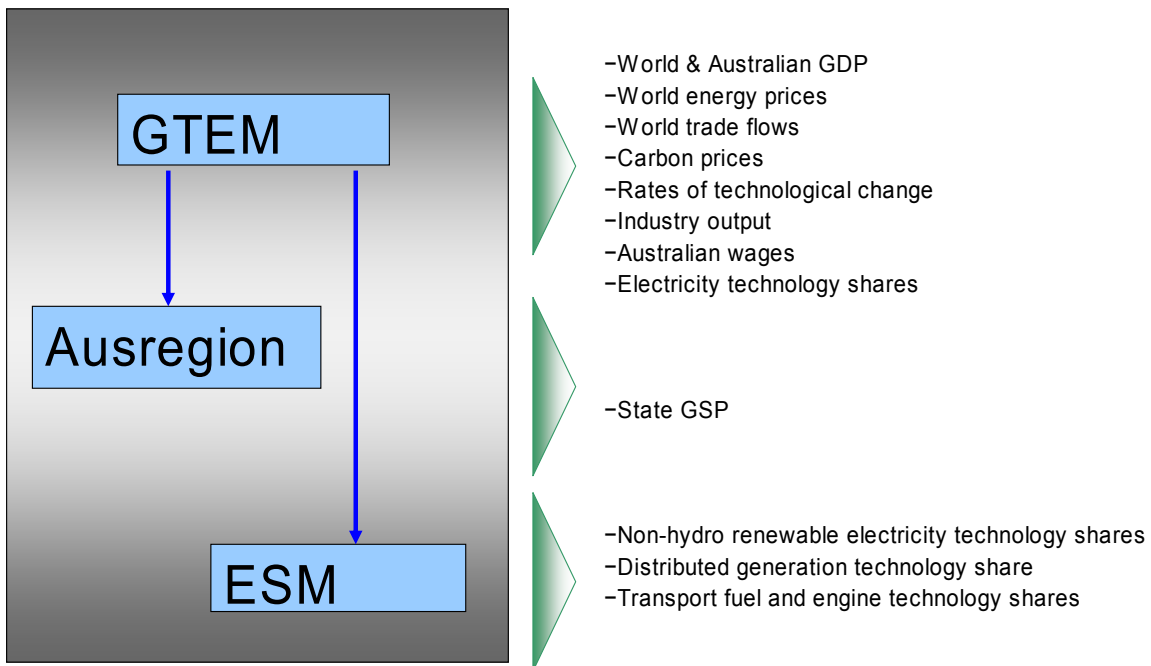 GTEM
−World & Australian GDP
−World energy prices
−World trade flows
−Carbon prices
−Rates of technological change
−Industry output
−Australian wages
−Electricity technology shares
Ausregion
−State GSP
ESM
−Non-hydro renewable electricity technology shares
−Distributed generation technology share
−Transport fuel and engine technology shares